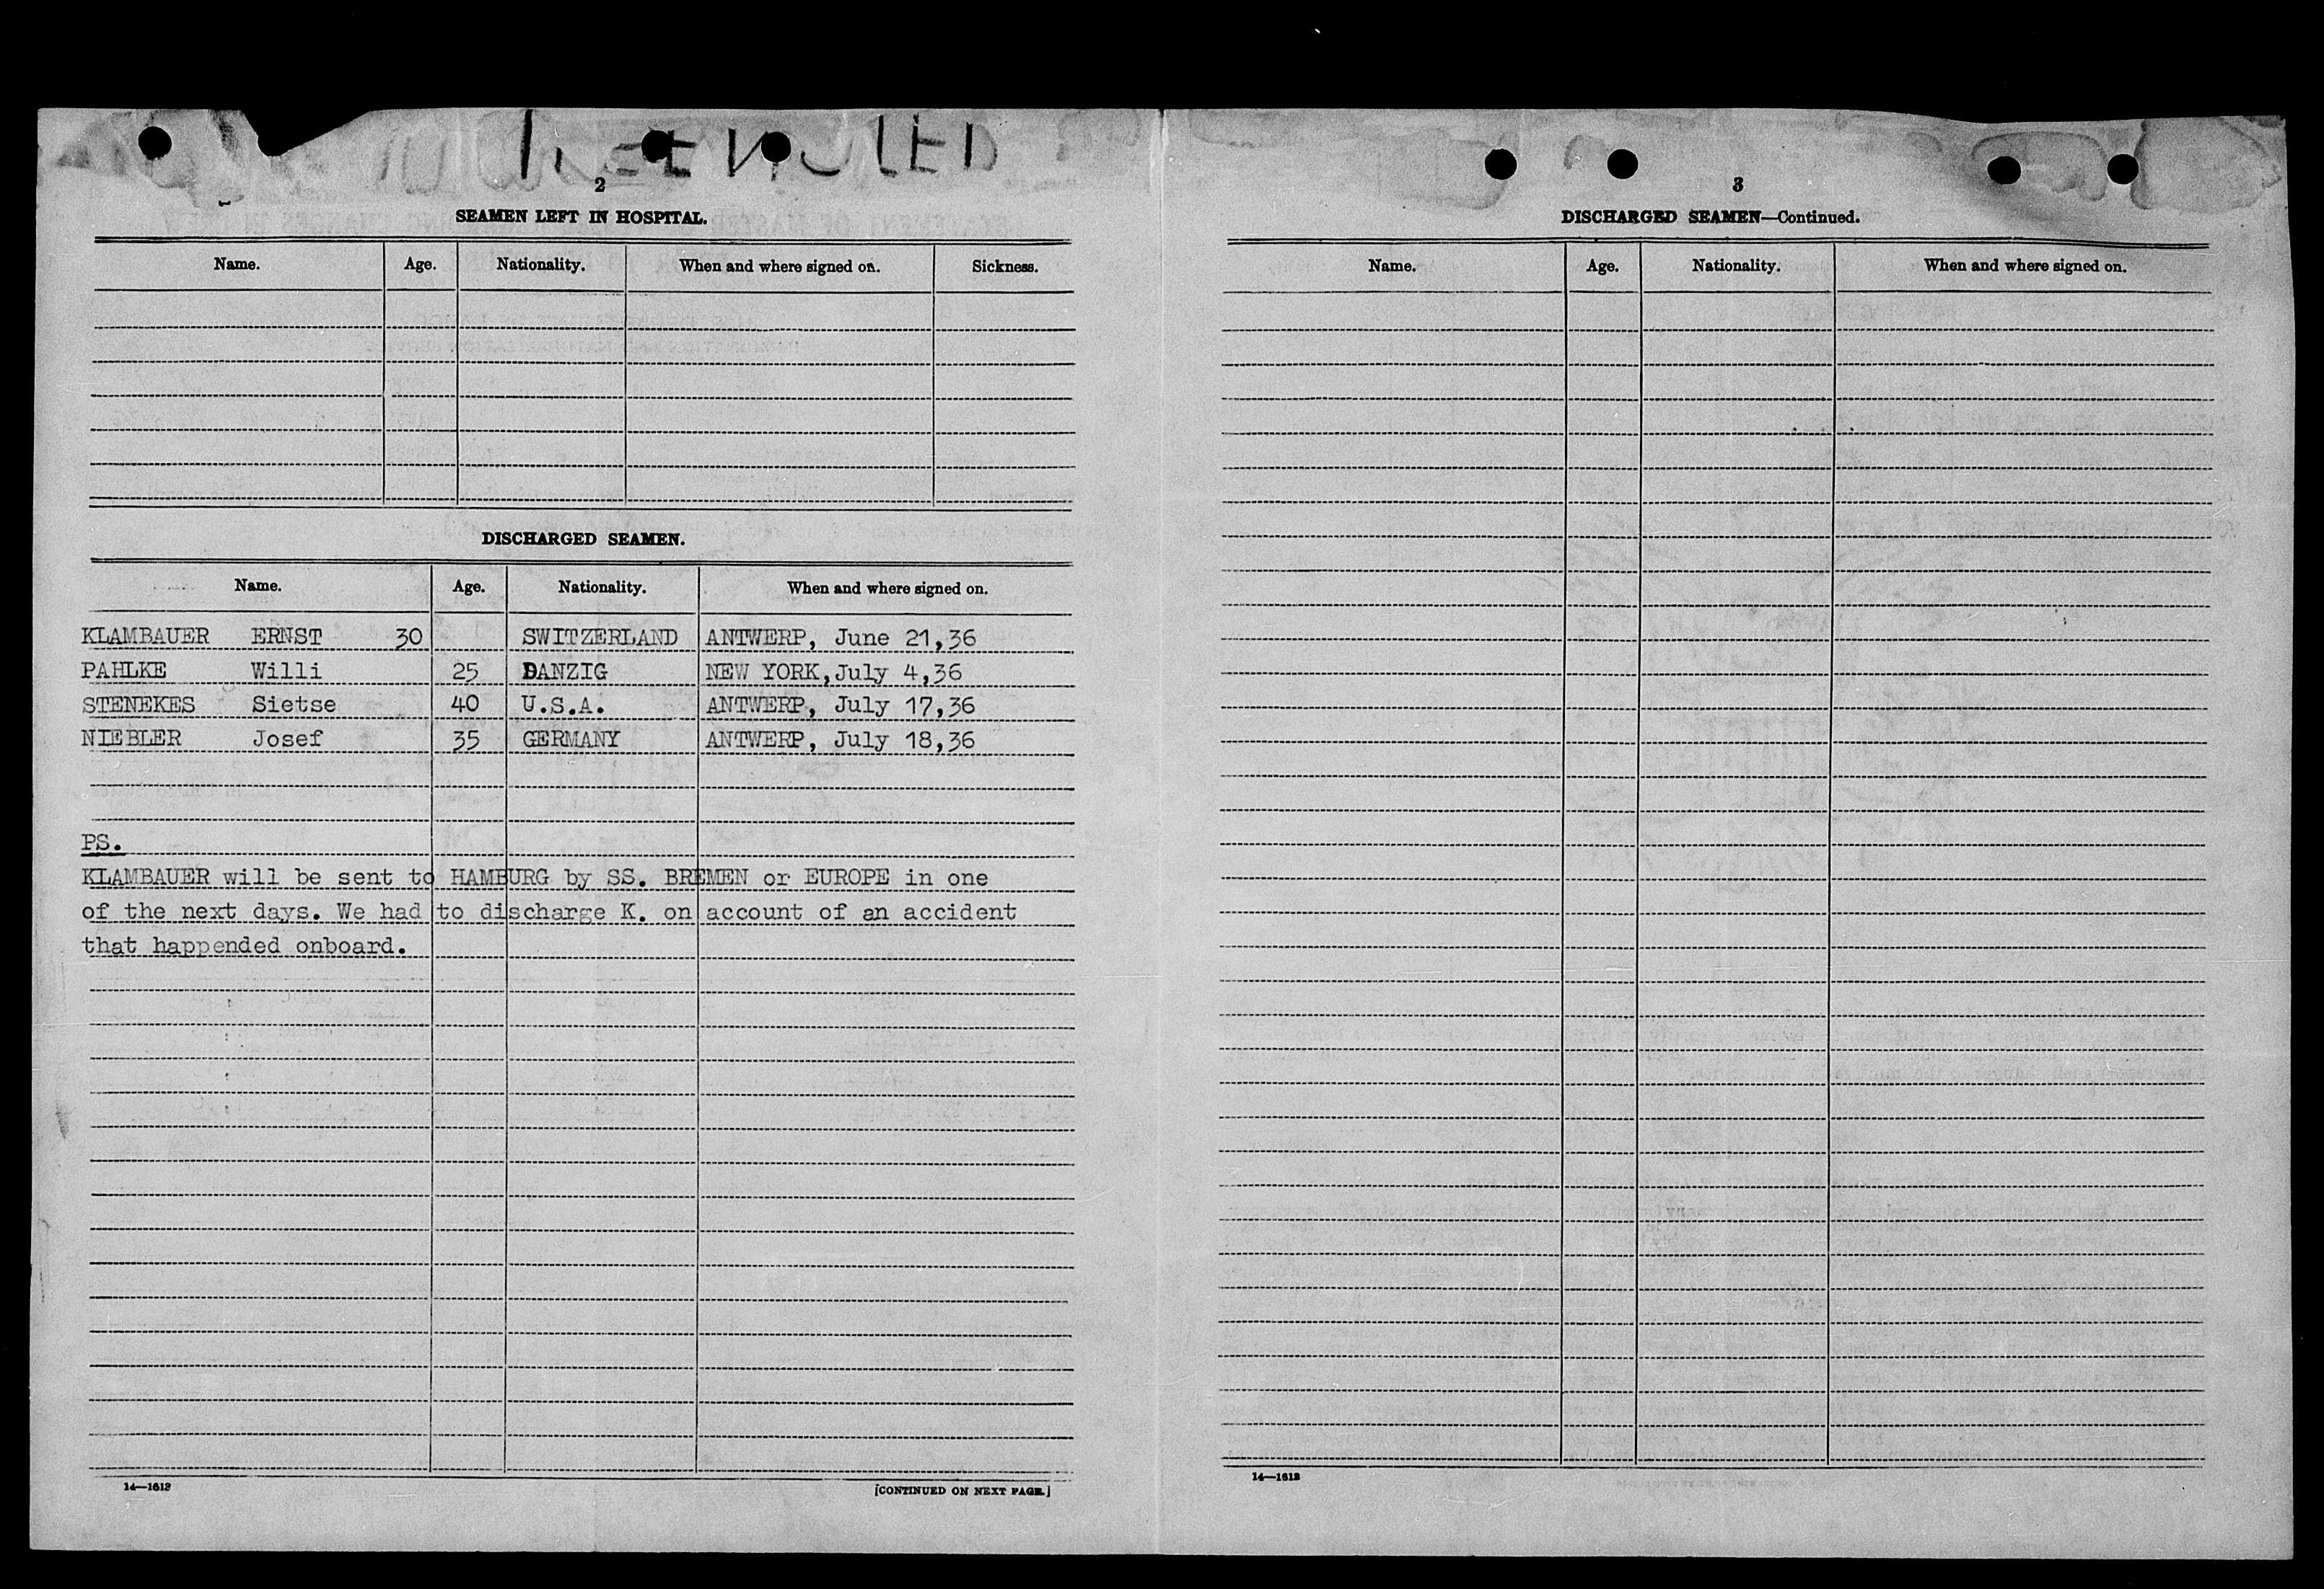 2
SEAMEN LEFT IN HOSPITAL.
Name. Age. Nationality. When and where signed on. Sickness.
DISCHARGED SEAMEN.
Name. Age. Nationality. When and where signed on.
KLAMBAUER ERNST 30 SWITZERLAND ANTWERP, June 21,36
PAHLKE Willi 25 DANZIG NEW YORK,July 4,36
STENEKES Sietse 40 U.S.A. ANTWERP, July 17,36
NIEBLER Josef 35 GERMANY ANTWERP, July 18,36
PS.
KLAMBAUER will be sent to HAMBURG by SS. BREMEN or EUROPE in one
of the next days. We had to discharge K. on account of an accident
that happended onboard.
14—1613
[CONTINUED ON NEXT PAGE.]
3
DISCHARGED SEAMEN—Continued.
Name. Age. Nationality. When and where signed on.
14—1613